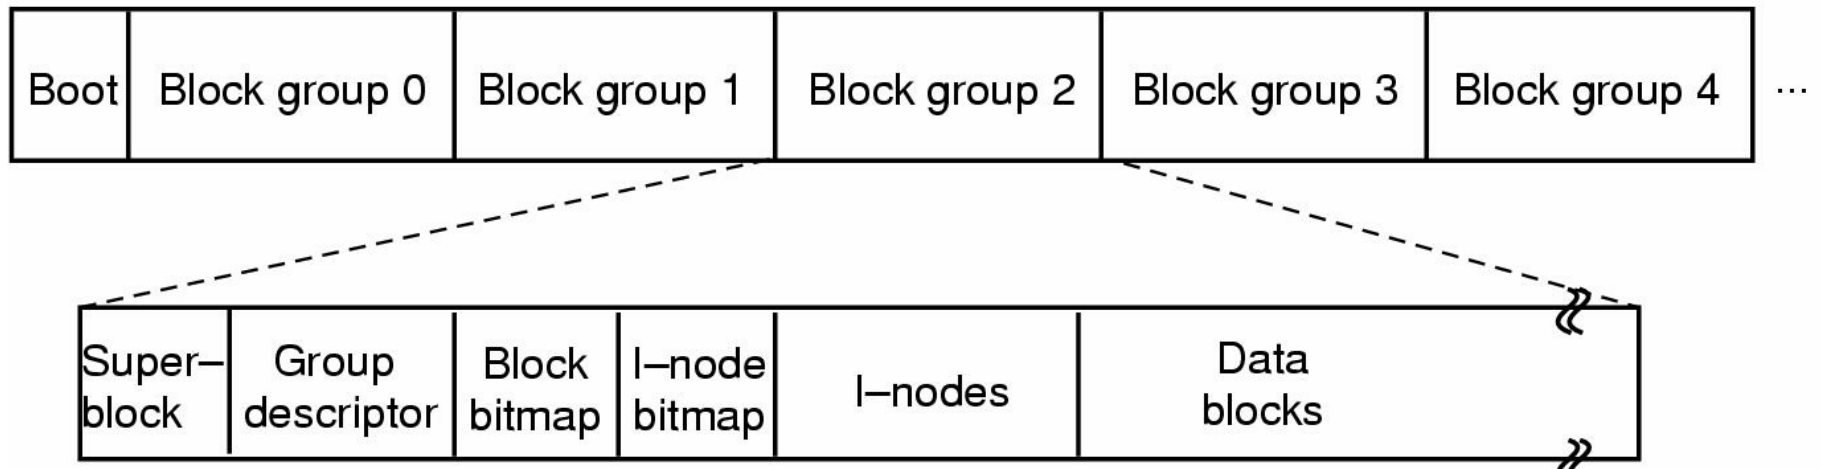 Boot Block group 0 Block group 1 Block group 2 Block group 3 Block group 4 ...
Super–
block
Group
descriptor
Block
bitmap
I–node
bitmap
I–nodes
Data
blocks